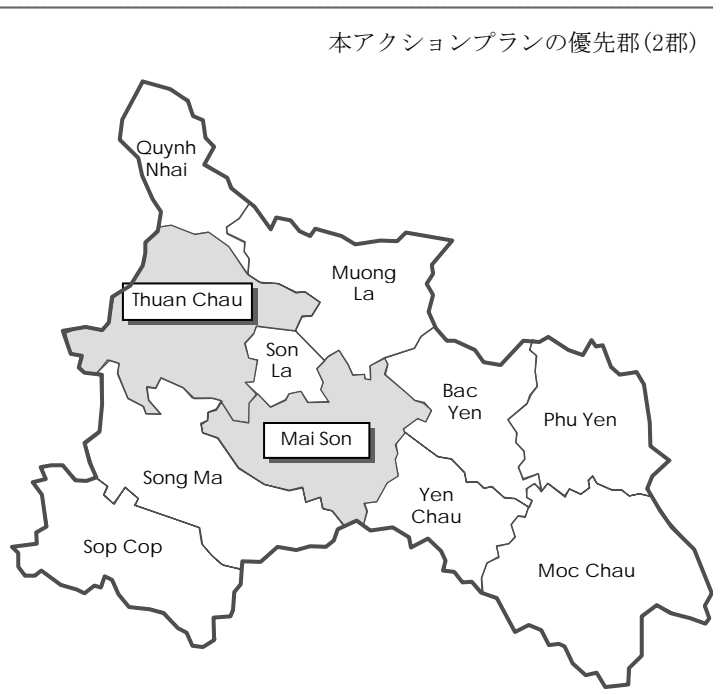 本アクションプランの優先郡(2郡)
Quynh
Nhai
Muong
La
Thuan Chau
Son
La
Bac
Yen
Phu Yen
Mai Son
Song Ma
Yen
Chau
Sop Cop
Moc Chau